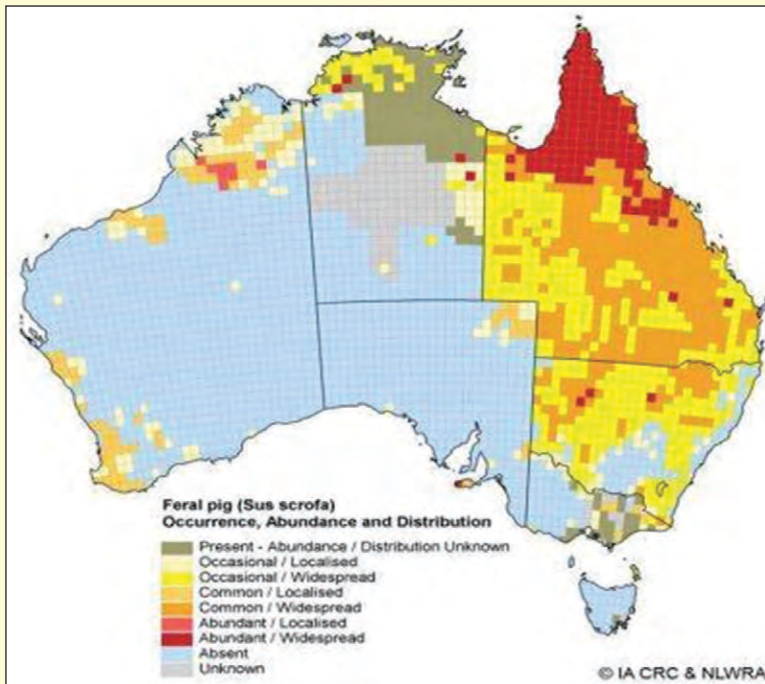 Feral pig (Sus scrofa)
Occurrence, Abundance and Distribution
Present - Abundance / Distribution Unknown
Occasional / Localised
Occasional / Widespread
Common / Localised
Common / Widespread
Abundant / Localised
Abundant / Widespread
Absent
Unknown
© IA CRC & NLWRA